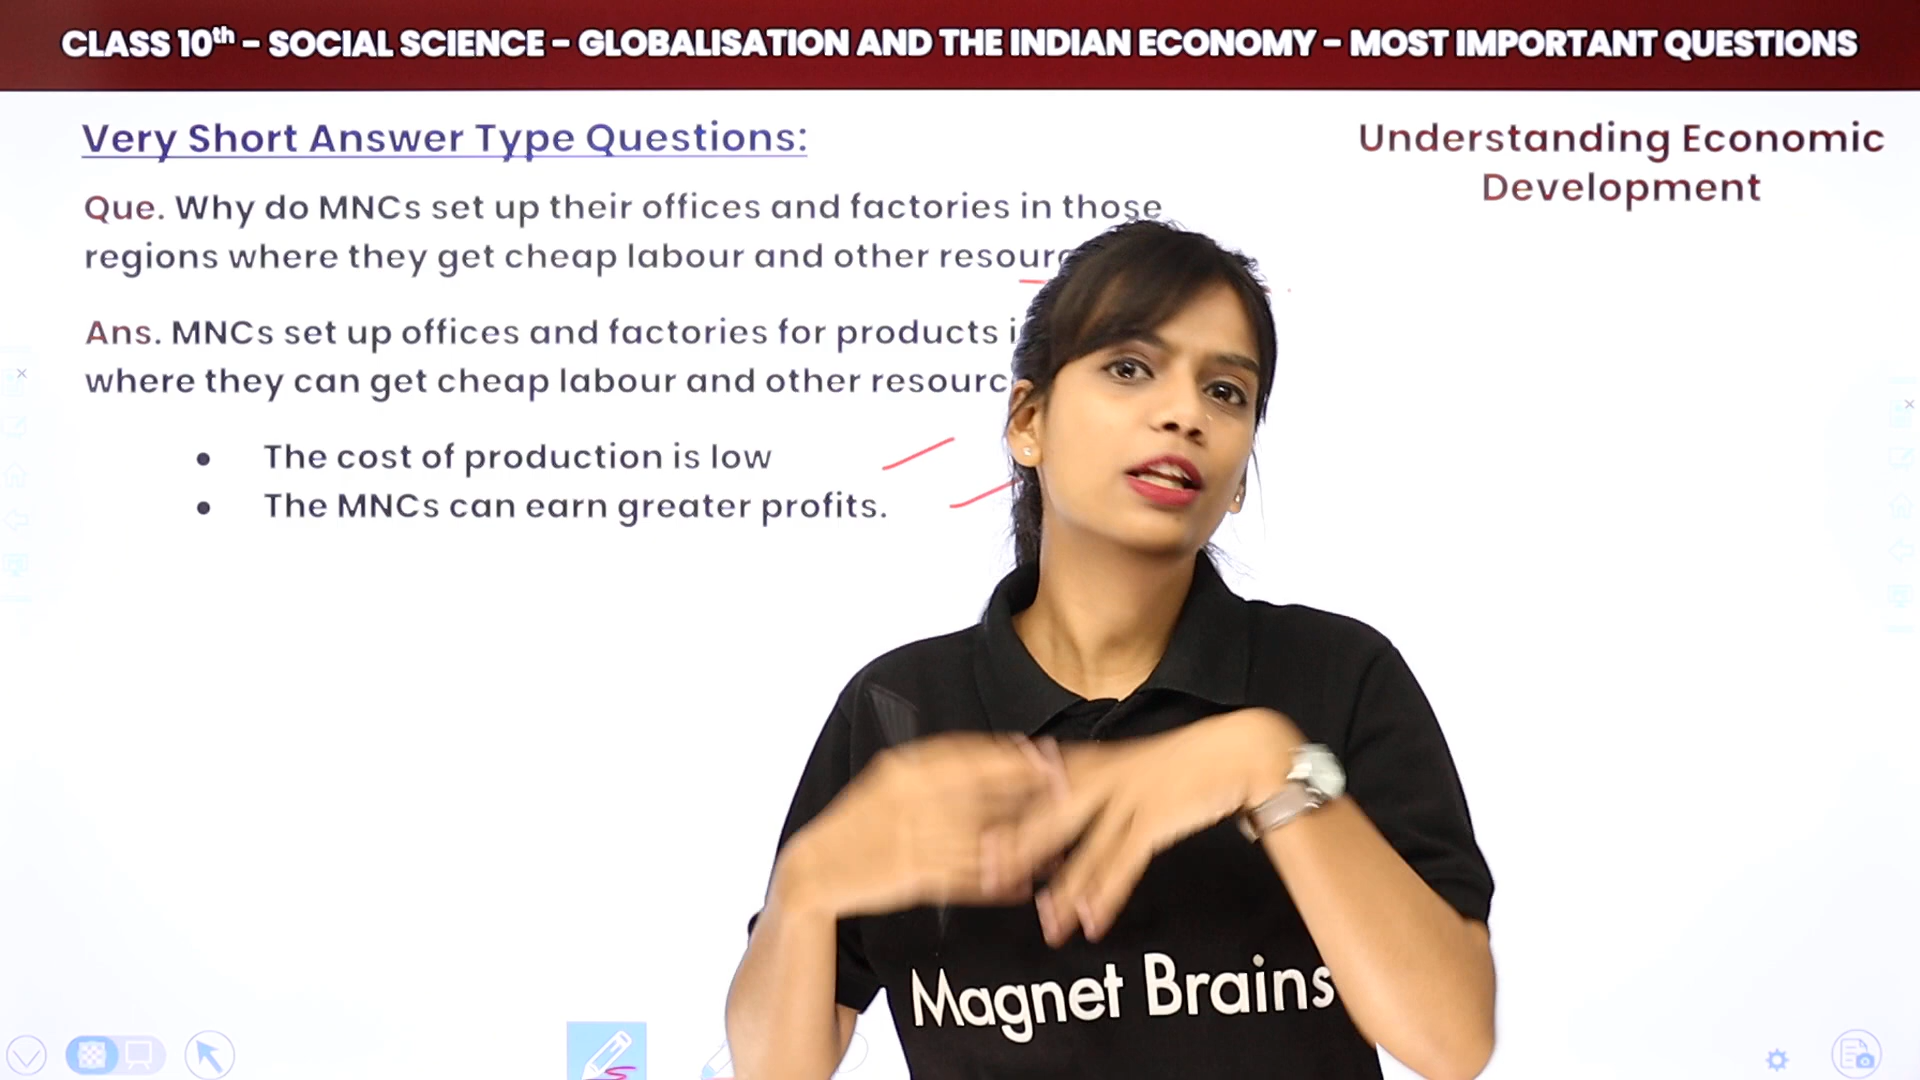 CLASS 10th - SOCIAL SCIENCE - GLOBALISATION AND THE INDIAN ECONOMY - MOST IMPORTANT QUESTIONS
Very Short Answer Type Questions:
Understanding Economic
Development
Que. Why do MNCs set up their offices and factories in those
regions where they get cheap labour and other
Ans. MNCs set up offices and factories for products
where they can get cheap labour and other
• The cost of production is low
• The MNCs can earn greater profits.
Magnet Brains